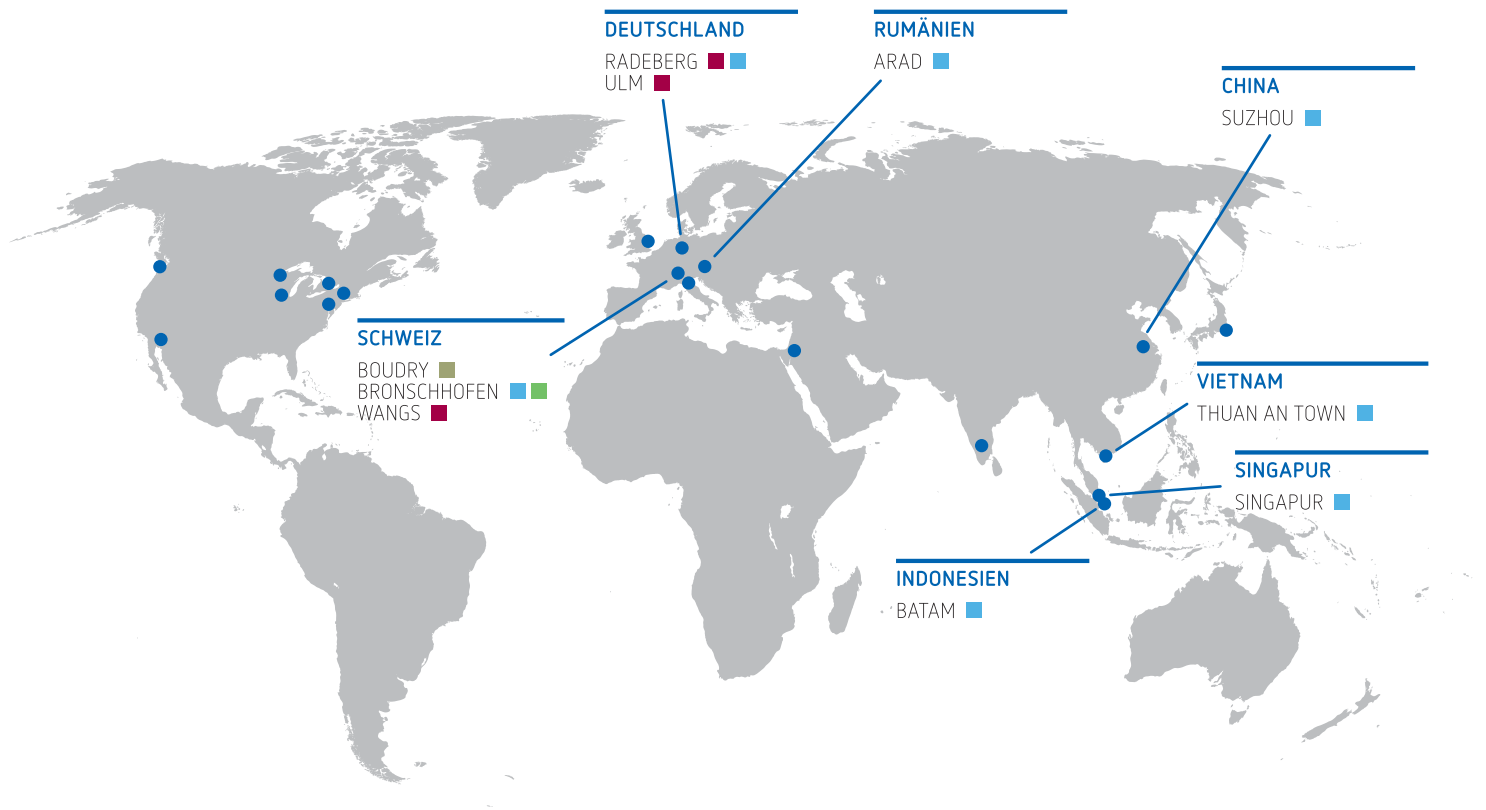 DEUTSCHLAND
RADEBERG
ULM
RUMÄNIEN
ARAD
CHINA
SUZHOU
SCHWEIZ
BOUDRY
BRONSCHHOFEN
WANGS
VIETNAM
THUAN AN TOWN
SINGAPUR
SINGAPUR
INDONESIEN
BATAM